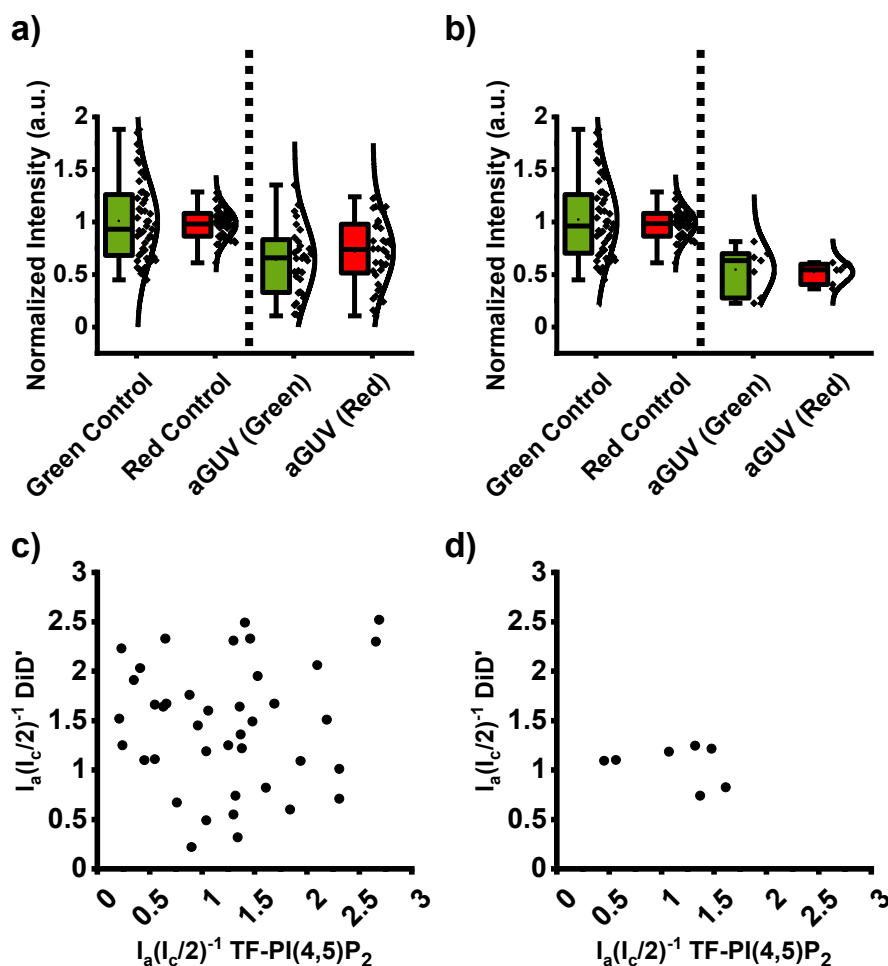 a)
Normalized Intensity (a.u.)
2
1.5
1
0.5
0
Green Control
Red Control
aGUV (Green)
aGUV (Red)
b)
Normalized Intensity (a.u.)
2
1.5
1
0.5
0
Green Control
Red Control
aGUV (Green)
aGUV (Red)
c)
Iₐ(I_c/2)⁻¹ DiD'
3
2.5
2
1.5
1
0.5
0
0
0.5
1
1.5
2
2.5
3
Iₐ(I_c/2)⁻¹ TF-PI(4,5)P₂
d)
Iₐ(I_c/2)⁻¹ DiD'
3
2.5
2
1.5
1
0.5
0
0
0.5
1
1.5
2
2.5
3
Iₐ(I_c/2)⁻¹ TF-PI(4,5)P₂